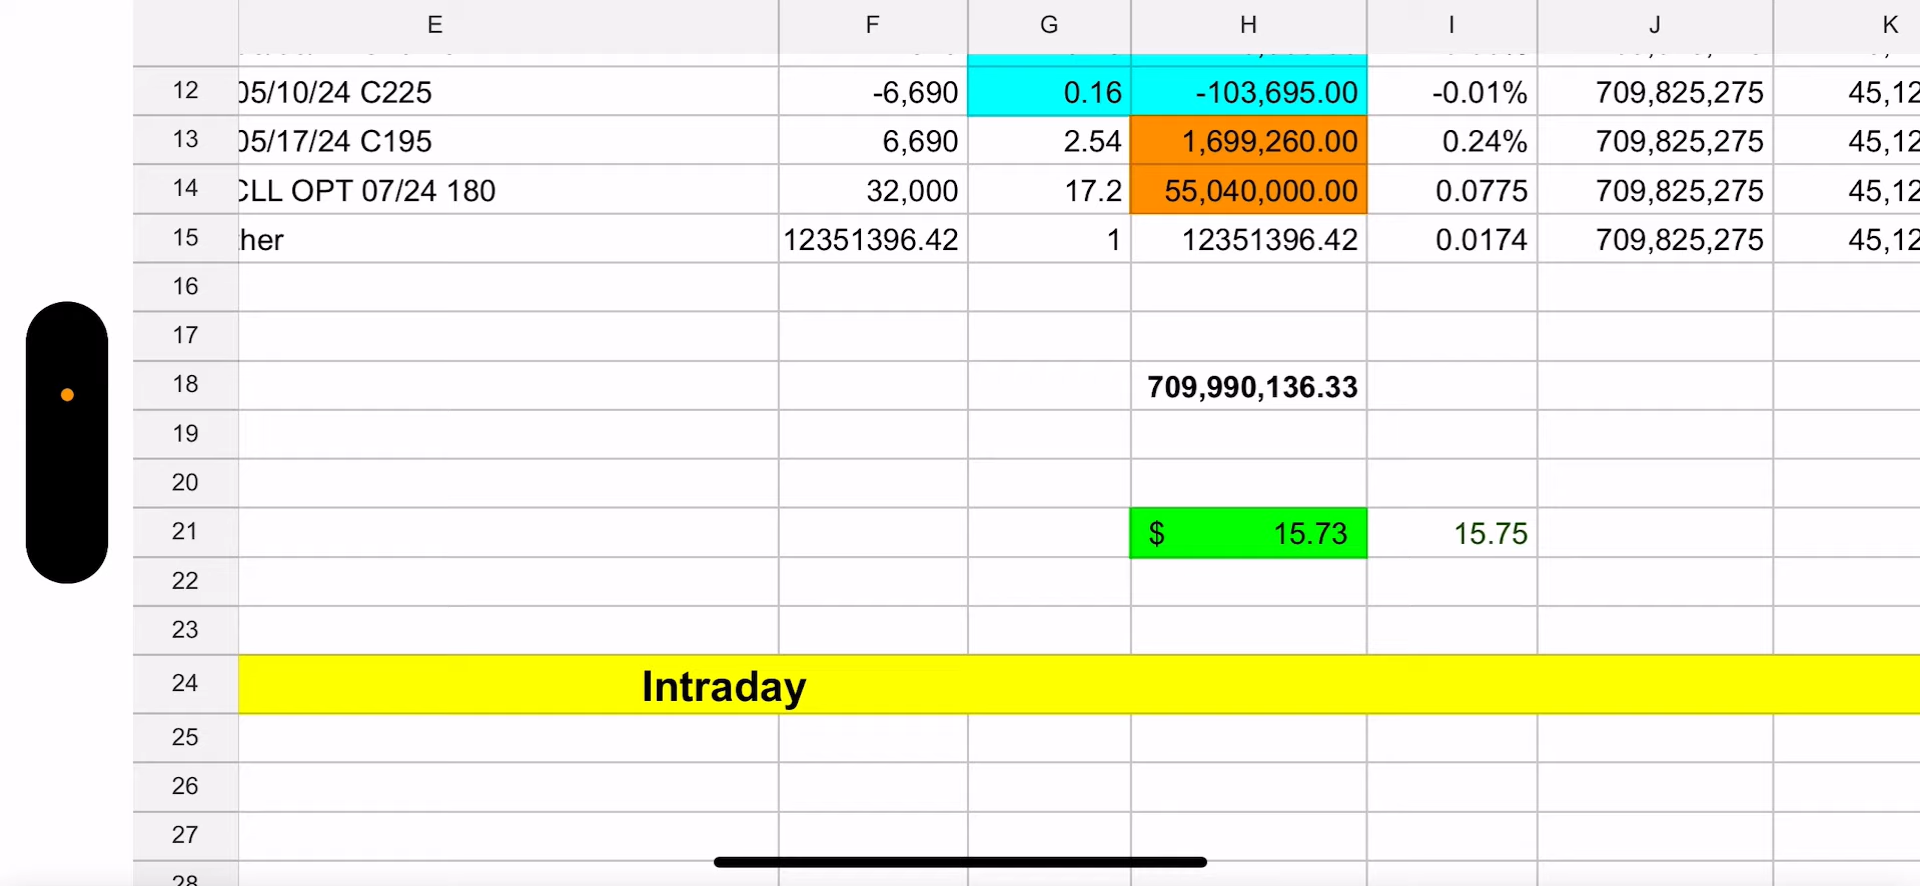 E F G H I J K
12 05/10/24 C225 -6,690 0.16 -103,695.00 -0.01% 709,825,275 45,12
13 05/17/24 C195 6,690 2.54 1,699,260.00 0.24% 709,825,275 45,12
14 CLL OPT 07/24 180 32,000 17.2 55,040,000.00 0.0775 709,825,275 45,12
15 ther 12351396.42 1 12351396.42 0.0174 709,825,275 45,12
16
17
18 709,990,136.33
19
20
21 $ 15.73 15.75
22
23
24 Intraday
25
26
27
28